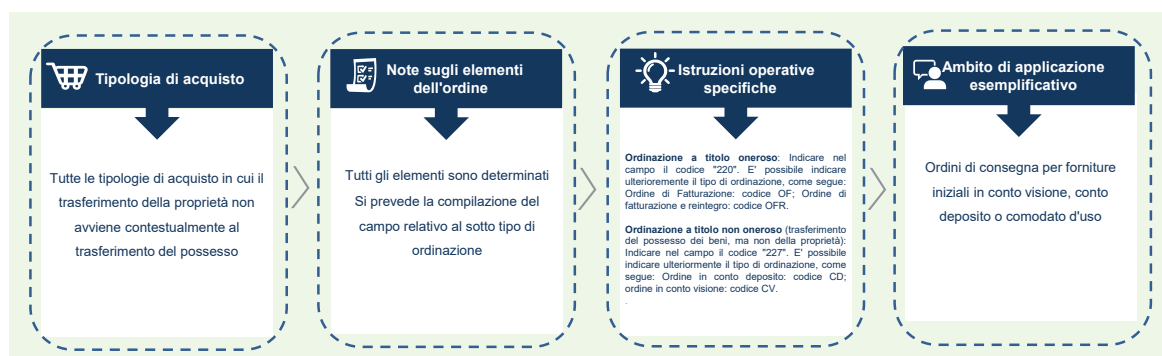 Tipologia di acquisto
Tutte le tipologie di acquisto in cui il
trasferimento della proprietà non
avviene contestualmente al
trasferimento del possesso
Note sugli elementi
dell'ordine
Tutti gli elementi sono determinati
Si prevede la compilazione del
campo relativo al sotto tipo di
ordinazione
Istruzioni operative
specifiche
Ordinazione a titolo oneroso: Indicare nel
campo il codice "220". E' possibile indicare
ulteriormente il tipo di ordinazione, come segue:
Ordine di Fatturazione: codice OF; Ordine di
fatturazione e reintegro: codice OFR.
Ordinazione a titolo non oneroso (trasferimento
del possesso dei beni, ma non della proprietà):
Indicare nel campo il codice "227". E' possibile
indicare ulteriormente il tipo di ordinazione, come
segue: Ordine in conto deposito: codice CD;
ordine in conto visione: codice CV.
.
Ambito di applicazione
esemplificativo
Ordini di consegna per forniture
iniziali in conto visione, conto
deposito o comodato d'uso